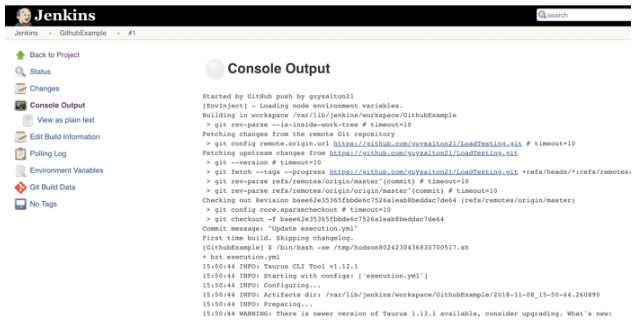 Jenkins
search
Jenkins › GithubExample › #1
Back to Project
Status
Changes
Console Output
View as plain text
Edit Build Information
Polling Log
Environment Variables
Git Build Data
No Tags
Console Output
Started by GitHub push by guysalton21
[EnvInject] - Loading node environment variables.
Building in workspace /var/lib/jenkins/workspace/GithubExample
> git rev-parse --is-inside-work-tree # timeout=10
Fetching changes from the remote Git repository
> git config remote.origin.url https://github.com/guysalton21/LoadTesting.git # timeout=10
Fetching upstream changes from https://github.com/guysalton21/LoadTesting.git
> git --version # timeout=10
> git fetch --tags --progress https://github.com/guysalton21/LoadTesting.git +refs/heads/*:refs/remotes/
> git rev-parse refs/remotes/origin/master^{commit} # timeout=10
> git rev-parse refs/remotes/origin/origin/master^{commit} # timeout=10
Checking out Revision baee62e35365fbbde6c7526a1eab8beddac7de64 (refs/remotes/origin/master)
> git config core.sparsecheckout # timeout=10
> git checkout -f baee62e35365fbbde6c7526a1eab8beddac7de64
Commit message: "Update execution.yml"
First time build. Skipping changelog.
[GithubExample] $ /bin/bash -xe /tmp/hudson8024230436830700517.sh
+ bzt execution.yml
15:50:44 INFO: Taurus CLI Tool v1.12.1
15:50:44 INFO: Starting with configs: ['execution.yml']
15:50:44 INFO: Configuring...
15:50:44 INFO: Artifacts dir: /var/lib/jenkins/workspace/GithubExample/2018-11-08_15-50-44.260890
15:50:44 INFO: Preparing...
15:50:44 WARNING: There is newer version of Taurus 1.13.1 available, consider upgrading. What's new: